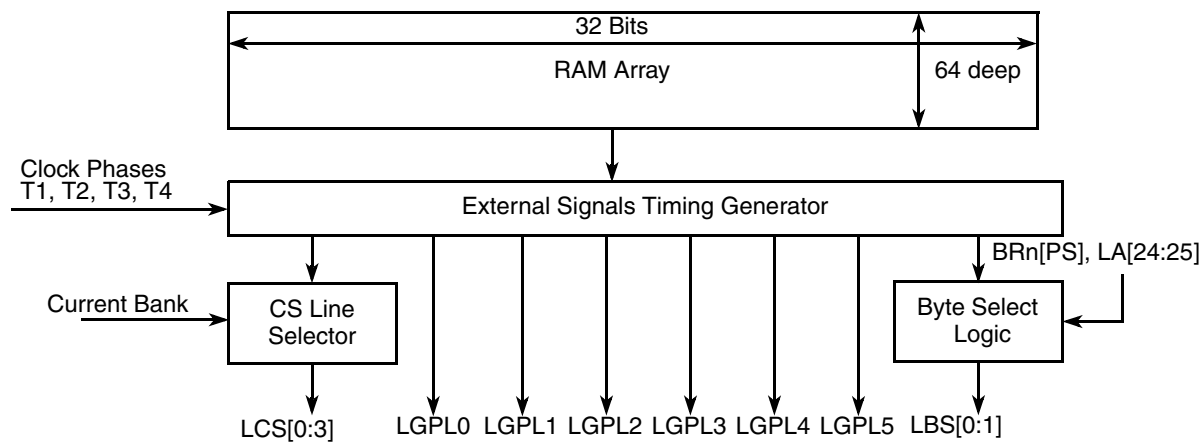 32 Bits
RAM Array
64 deep
Clock Phases
T1, T2, T3, T4
External Signals Timing Generator
BRn[PS], LA[24:25]
Current Bank
CS Line
Selector
Byte Select
Logic
LCS[0:3]
LGPL0
LGPL1
LGPL2
LGPL3
LGPL4
LGPL5
LBS[0:1]